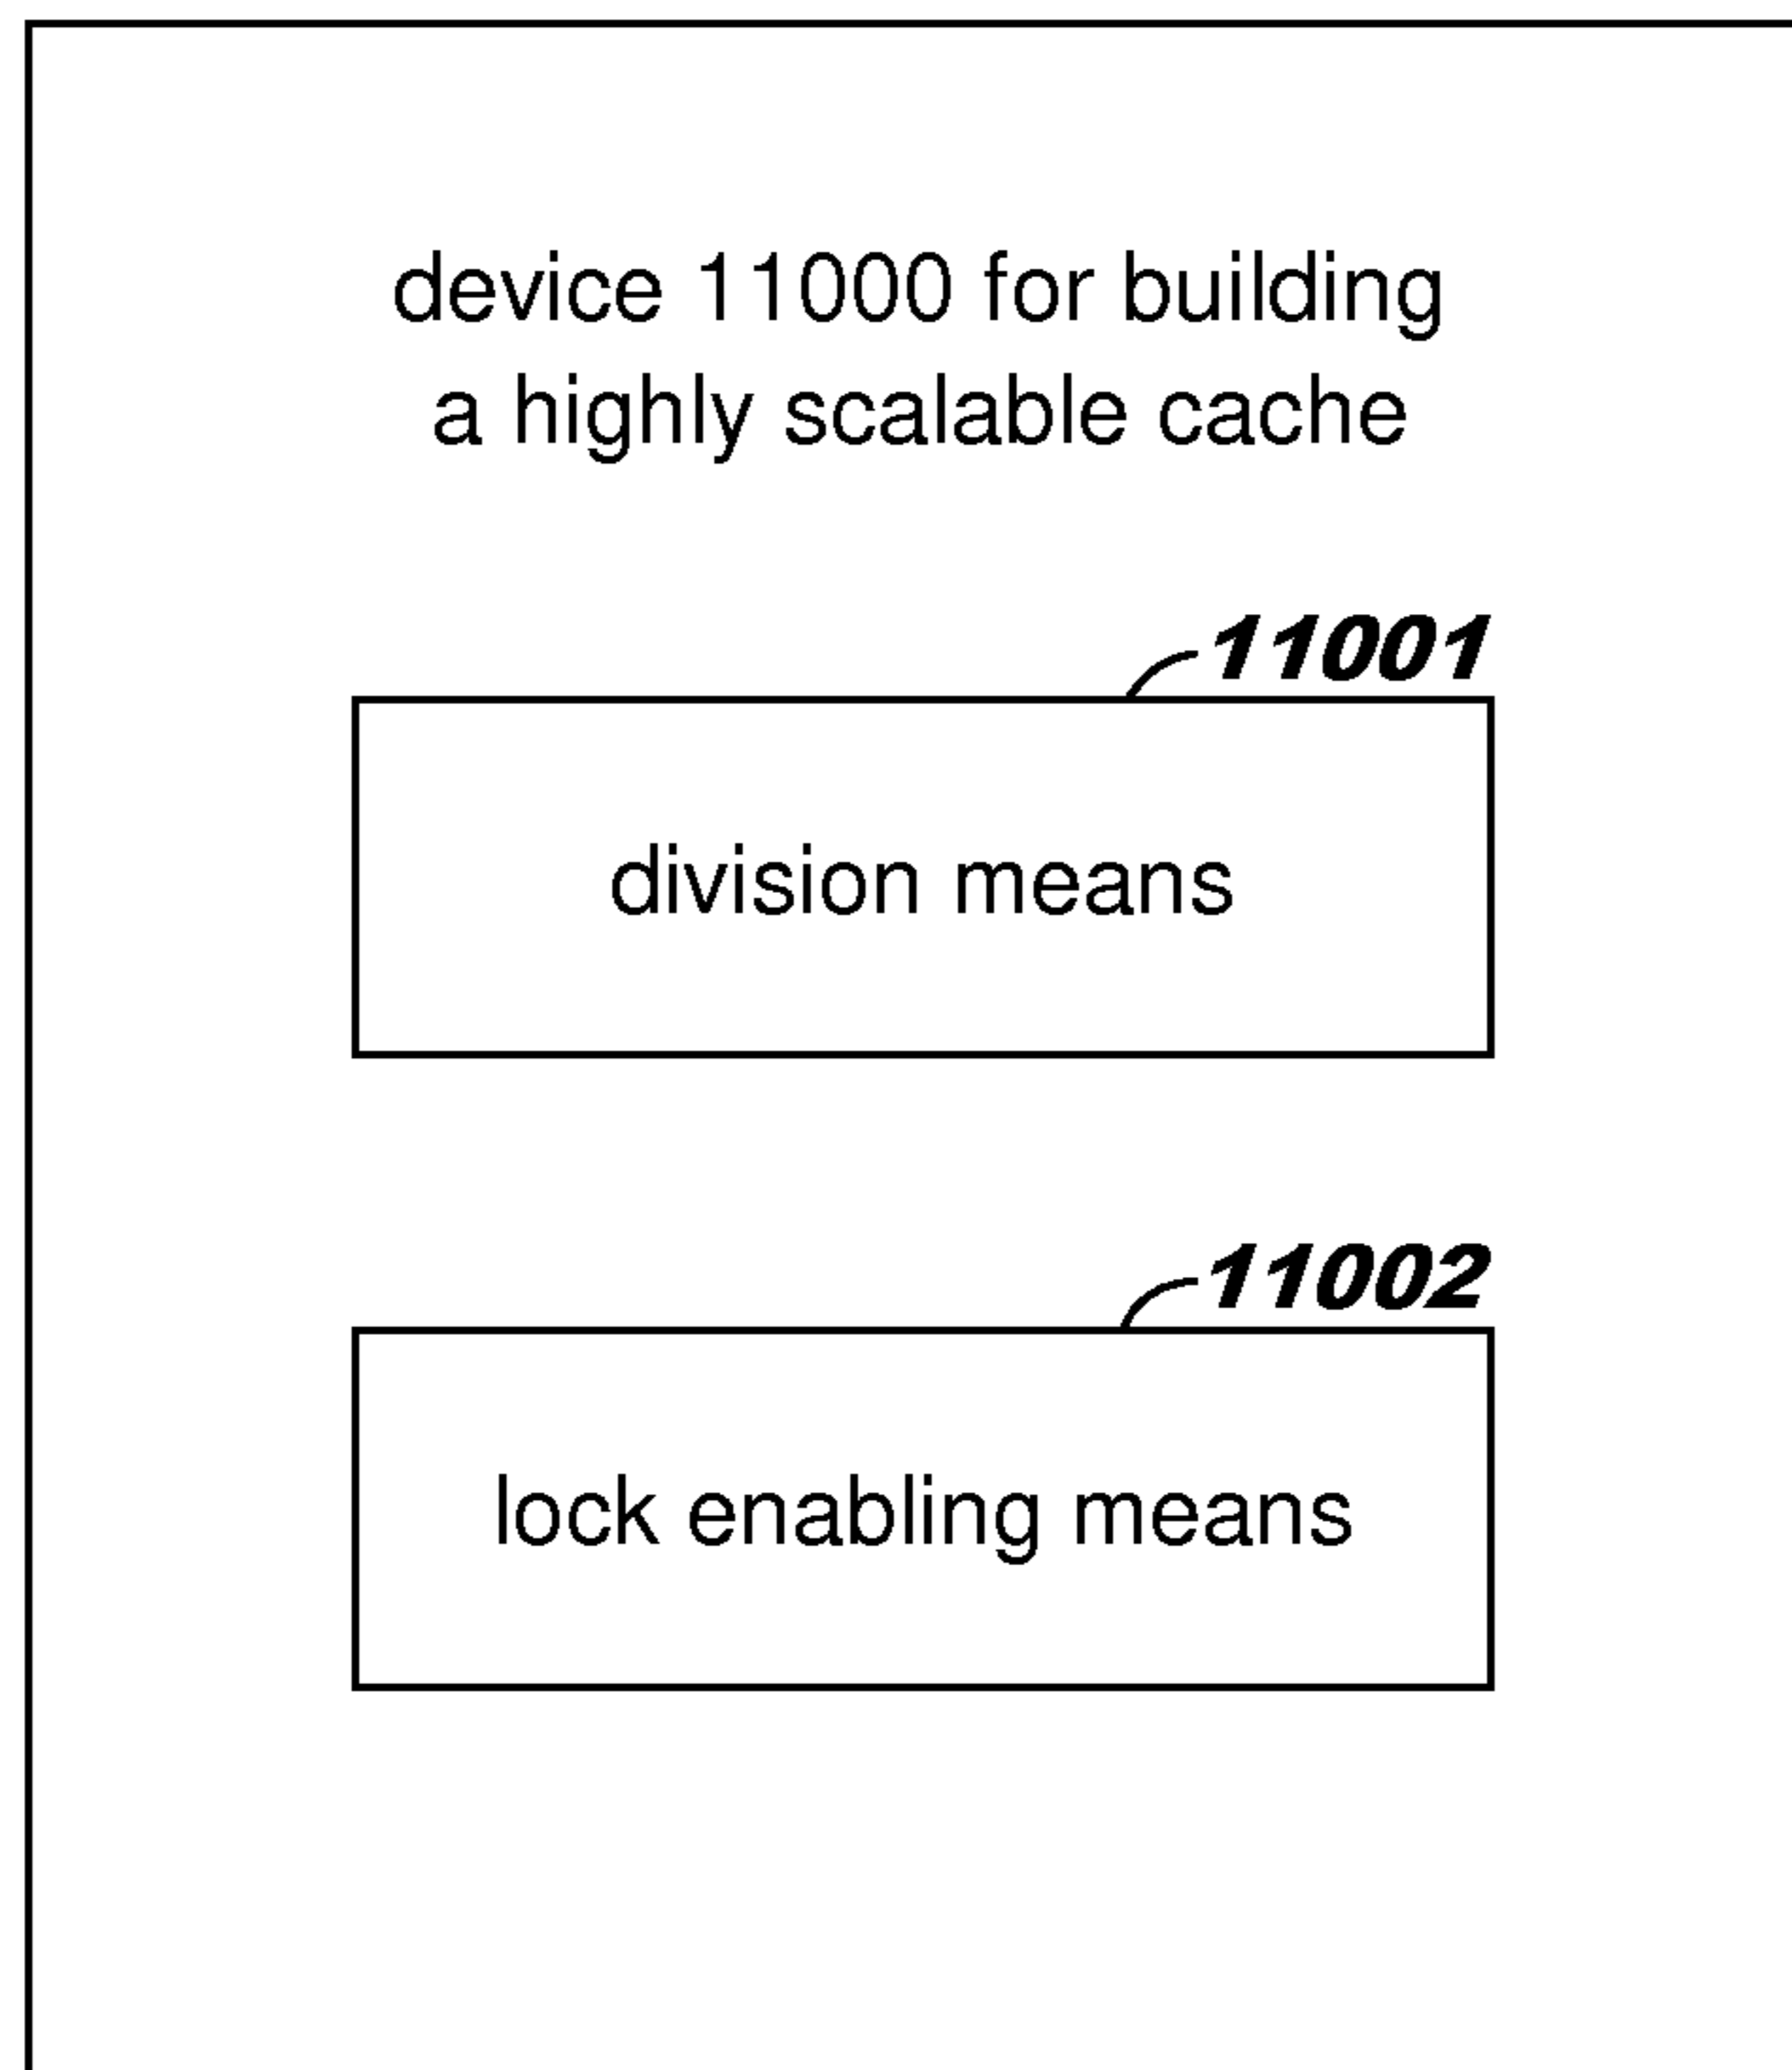 device 11000 for building
a highly scalable cache
11001
division means
11002
lock enabling means